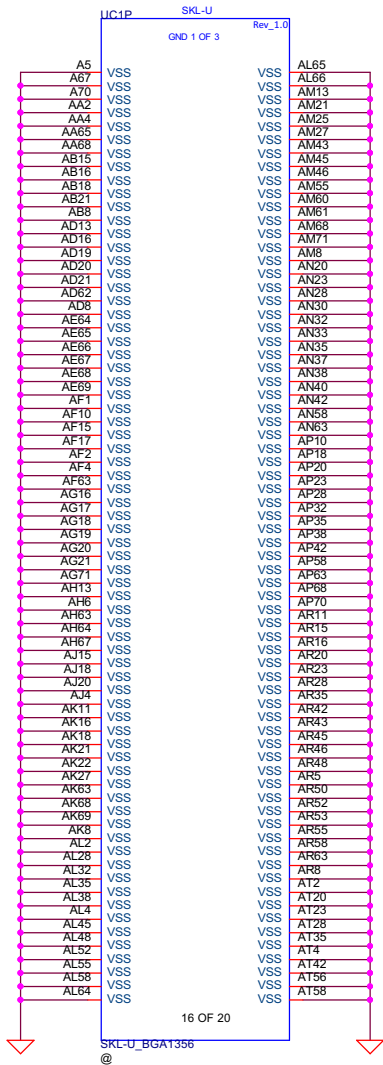 UC1P SKL-U
Rev_1.0
GND 1 OF 3
A5 VSS VSS AL65
A67 VSS VSS AL66
A70 VSS VSS AM13
AA2 VSS VSS AM21
AA4 VSS VSS AM25
AA65 VSS VSS AM27
AA68 VSS VSS AM43
AB15 VSS VSS AM45
AB16 VSS VSS AM46
AB18 VSS VSS AM55
AB21 VSS VSS AM60
AB8 VSS VSS AM61
AD13 VSS VSS AM68
AD16 VSS VSS AM71
AD19 VSS VSS AM8
AD20 VSS VSS AN20
AD21 VSS VSS AN23
AD62 VSS VSS AN28
AD8 VSS VSS AN30
AE64 VSS VSS AN32
AE65 VSS VSS AN33
AE66 VSS VSS AN35
AE67 VSS VSS AN37
AE68 VSS VSS AN38
AE69 VSS VSS AN40
AF1 VSS VSS AN42
AF10 VSS VSS AN58
AF15 VSS VSS AN63
AF17 VSS VSS AP10
AF2 VSS VSS AP18
AF4 VSS VSS AP20
AF63 VSS VSS AP23
AG16 VSS VSS AP28
AG17 VSS VSS AP32
AG18 VSS VSS AP35
AG19 VSS VSS AP38
AG20 VSS VSS AP42
AG21 VSS VSS AP58
AG71 VSS VSS AP63
AH13 VSS VSS AP68
AH6 VSS VSS AP70
AH63 VSS VSS AR11
AH64 VSS VSS AR15
AH67 VSS VSS AR16
AJ15 VSS VSS AR20
AJ18 VSS VSS AR23
AJ20 VSS VSS AR28
AJ4 VSS VSS AR35
AK11 VSS VSS AR42
AK16 VSS VSS AR43
AK18 VSS VSS AR45
AK21 VSS VSS AR46
AK22 VSS VSS AR48
AK27 VSS VSS AR5
AK63 VSS VSS AR50
AK68 VSS VSS AR52
AK69 VSS VSS AR53
AK8 VSS VSS AR55
AL2 VSS VSS AR58
AL28 VSS VSS AR63
AL32 VSS VSS AR8
AL35 VSS VSS AT2
AL38 VSS VSS AT20
AL4 VSS VSS AT23
AL45 VSS VSS AT28
AL48 VSS VSS AT35
AL52 VSS VSS AT4
AL55 VSS VSS AT42
AL58 VSS VSS AT56
AL64 VSS VSS AT58
16 OF 20
SKL-U_BGA1356
@